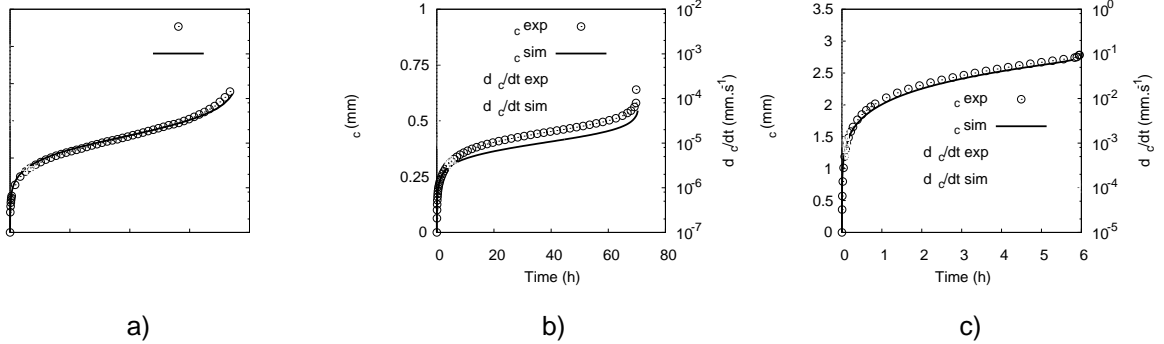 1
0.75
0.5
0.25
0
c (mm)
c exp
c sim
d c/dt exp
d c/dt sim
10-2
10-3
10-4
10-5
10-6
10-7
d c/dt (mm.s1)
0 20 40 60 80
Time (h)
3.5
3
2.5
2
1.5
1
0.5
0
c (mm)
c exp
c sim
d c/dt exp
d c/dt sim
100
10-1
10-2
10-3
10-4
10-5
d c/dt (mm.s1)
0 1 2 3 4 5 6
Time (h)
a) b) c)